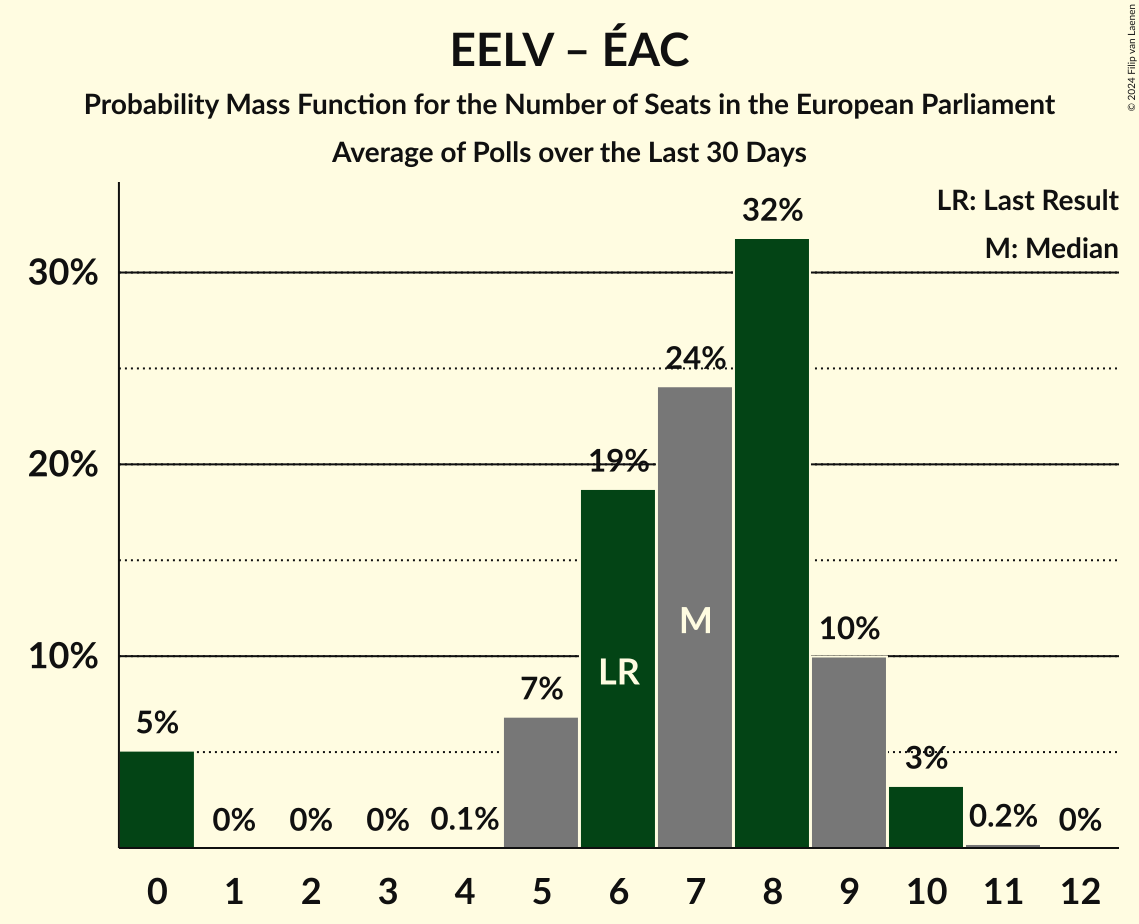 EELV – ÉAC
Probability Mass Function for the Number of Seats in the European Parliament
Average of Polls over the Last 30 Days
© 2024 Filip van Laenen
LR: Last Result
M: Median
32%
30%
24%
20%
19%
M
10%
10%
LR
7%
5%
3%
0%
0%
0%
0.1%
0.2%
0%
0 1 2 3 4 5 6 7 8 9 10 11 12